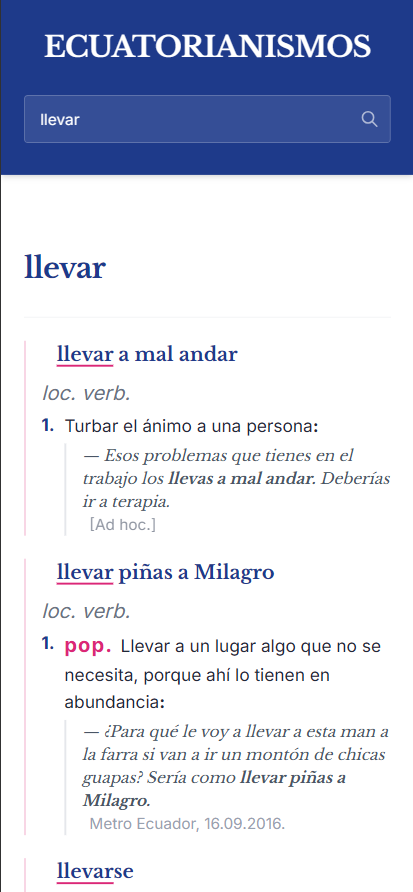 ECUATORIANISMOS
llevar
llevar
llevar a mal andar
loc. verb.
1. Turbar el ánimo a una persona:
— Esos problemas que tienes en el
trabajo los llevas a mal andar. Deberías
ir a terapia.
[Ad hoc.]
llevar piñas a Milagro
loc. verb.
1. pop. Llevar a un lugar algo que no se
necesita, porque ahí lo tienen en
abundancia:
— ¿Para qué le voy a llevar a esta man a
la farra si van a ir un montón de chicas
guapas? Sería como llevar piñas a
Milagro.
Metro Ecuador, 16.09.2016.
llevarse